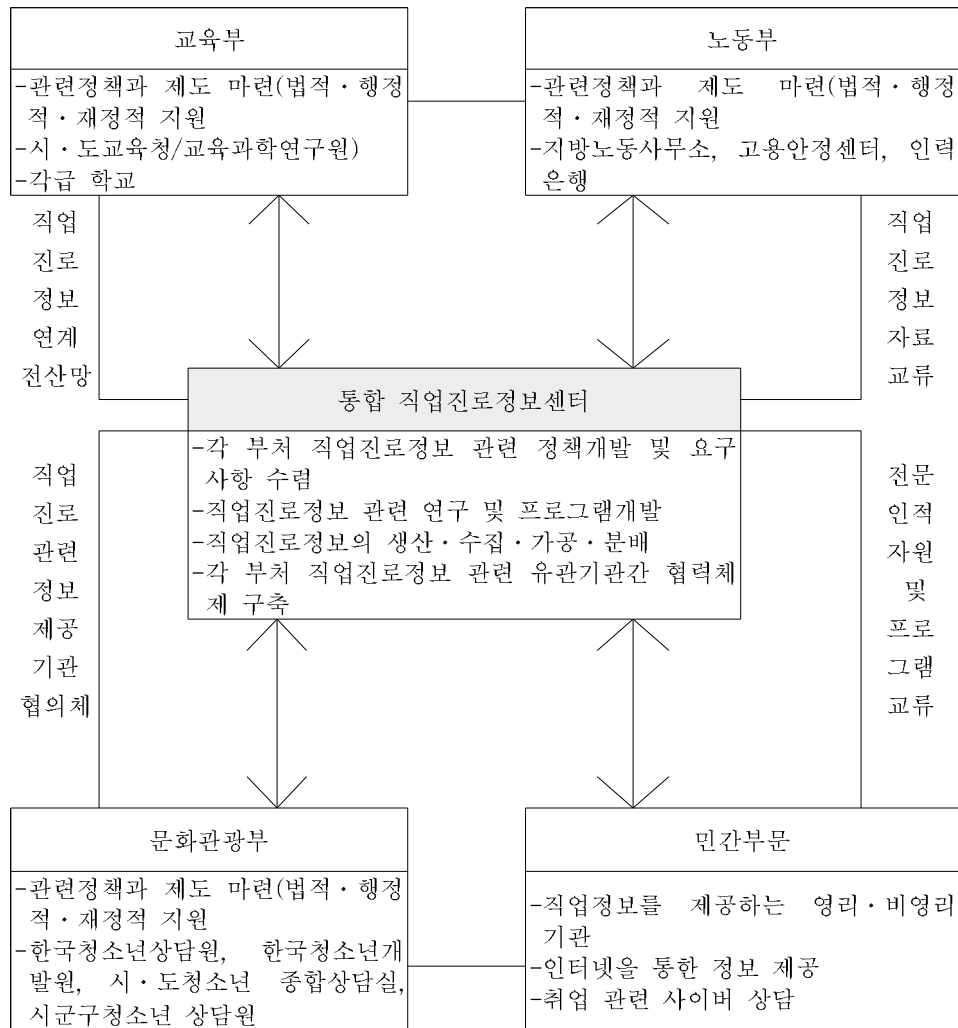 교육부
-관련정책과 제도 마련(법적·행정
적·재정적 지원
-시·도교육청/교육과학연구원)
-각급 학교
노동부
-관련정책과 제도 마련(법적·행정
적·재정적 지원
-지방노동사무소, 고용안정센터, 인력
은행
직업
진로
정보
연계
전산망
직업
진로
정보
자료
교류
통합 직업진로정보센터
-각 부처 직업진로정보 관련 정책개발 및 요구
사항 수렴
-직업진로정보 관련 연구 및 프로그램개발
-직업진로정보의 생산·수집·가공·분배
-각 부처 직업진로정보 관련 유관기관간 협력체
제 구축
직업
진로
관련
정보
제공
기관
협의체
전문
인적
자원
및
프로
그램
교류
문화관광부
-관련정책과 제도 마련(법적·행정
적·재정적 지원
-한국청소년상담원, 한국청소년개
발원, 시·도청소년 종합상담실,
시군구청소년 상담원
민간부문
-직업정보를 제공하는 영리·비영리
기관
-인터넷을 통한 정보 제공
-취업 관련 사이버 상담